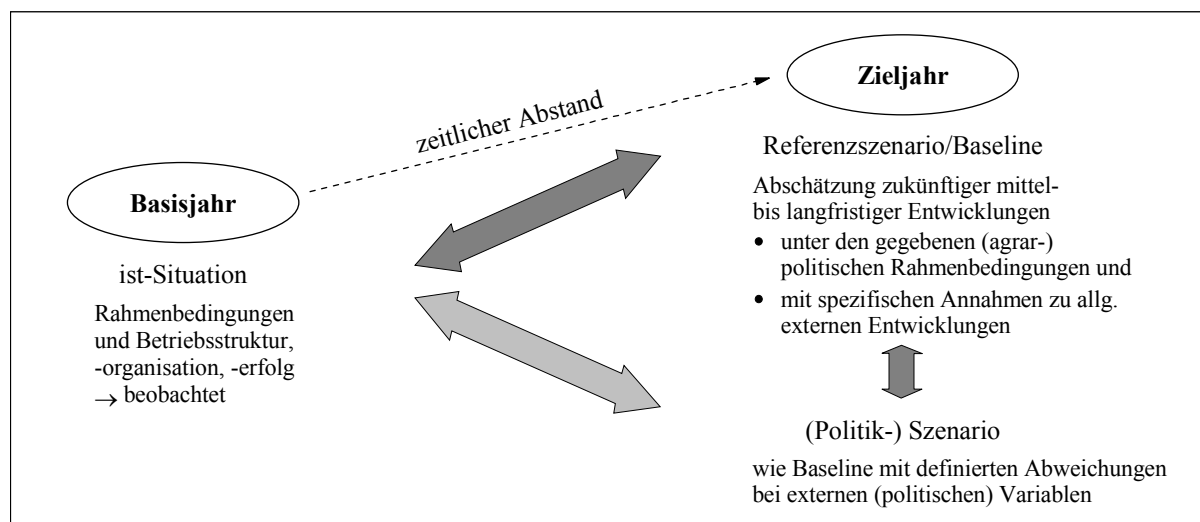 Zieljahr
zeitlicher Abstand
Referenzszenario/Baseline
Abschätzung zukünftiger mittel-
bis langfristiger Entwicklungen
• unter den gegebenen (agrar-)
politischen Rahmenbedingungen und
• mit spezifischen Annahmen zu allg.
externen Entwicklungen
Basisjahr
ist-Situation
Rahmenbedingungen
und Betriebsstruktur,
-organisation, -erfolg
→ beobachtet
(Politik-) Szenario
wie Baseline mit definierten Abweichungen
bei externen (politischen) Variablen